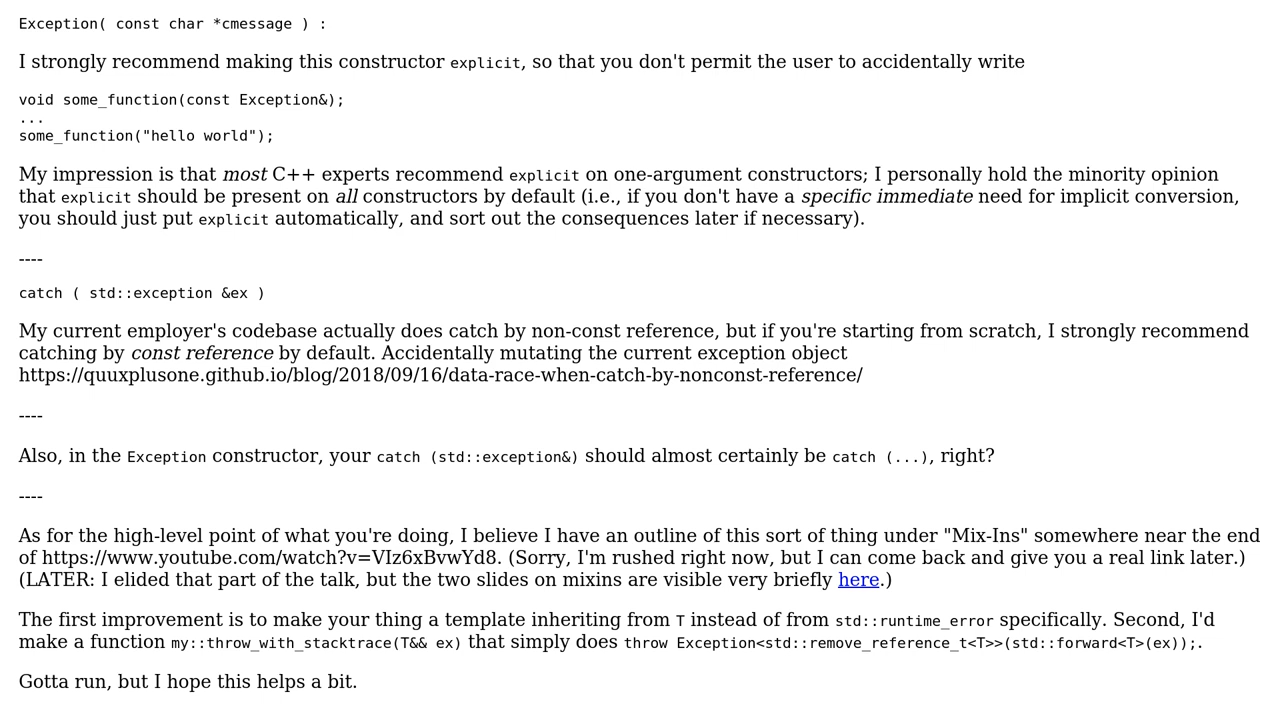 Exception( const char *cmessage ) :
I strongly recommend making this constructor explicit, so that you don't permit the user to accidentally write
void some_function(const Exception&);
...
some_function("hello world");
My impression is that most C++ experts recommend explicit on one-argument constructors; I personally hold the minority opinion
that explicit should be present on all constructors by default (i.e., if you don't have a specific immediate need for implicit conversion,
you should just put explicit automatically, and sort out the consequences later if necessary).
----
catch ( std::exception &ex )
My current employer's codebase actually does catch by non-const reference, but if you're starting from scratch, I strongly recommend
catching by const reference by default. Accidentally mutating the current exception object
https://quuxplusone.github.io/blog/2018/09/16/data-race-when-catch-by-nonconst-reference/
----
Also, in the Exception constructor, your catch (std::exception&) should almost certainly be catch (...), right?
----
As for the high-level point of what you're doing, I believe I have an outline of this sort of thing under "Mix-Ins" somewhere near the end
of https://www.youtube.com/watch?v=VIz6xBvwYd8. (Sorry, I'm rushed right now, but I can come back and give you a real link later.)
(LATER: I elided that part of the talk, but the two slides on mixins are visible very briefly here.)
The first improvement is to make your thing a template inheriting from T instead of from std::runtime_error specifically. Second, I'd
make a function my::throw_with_stacktrace(T&& ex) that simply does throw Exception<std::remove_reference_t<T>>(std::forward<T>(ex));.
Gotta run, but I hope this helps a bit.